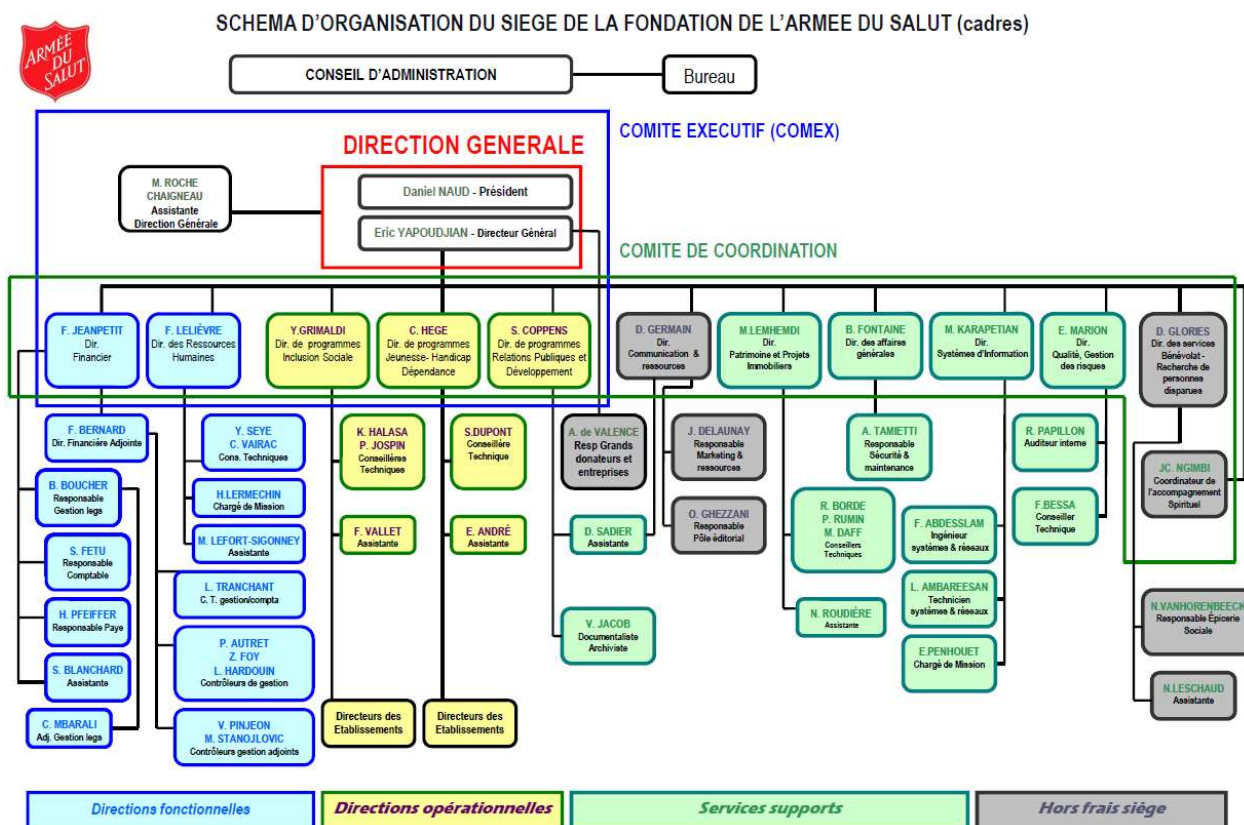 SCHEMA D'ORGANISATION DU SIEGE DE LA FONDATION DE L'ARMEE DU SALUT (cadres)
ARMÉE
DU
SALUT
CONSEIL D'ADMINISTRATION
Bureau
COMITE EXECUTIF (COMEX)
DIRECTION GENERALE
M. ROCHE
CHAIGNEAU
Assistante
Direction Générale
Daniel NAUD - Président
Eric YAPOUDJIAN - Directeur Général
COMITE DE COORDINATION
F. JEANPETIT
Dir.
Financier
F. LELIÈVRE
Dir. des Ressources
Humaines
Y.GRIMALDI
Dir. de programmes
Inclusion Sociale
C. HEGE
Dir. de programmes
Jeunesse- Handicap
Dépendance
S. COPPENS
Dir. de programmes
Relations Publiques et
Développement
D. GERMAIN
Dir.
Communication &
ressources
M.LEMHEMDI
Dir.
Patrimoine et Projets
Immobiliers
B. FONTAINE
Dir. des affaires
générales
M. KARAPETIAN
Dir.
Systèmes d'Information
E. MARION
Dir.
Qualité, Gestion
des risques
D. GLORIES
Dir. des services
Bénévolat -
Recherche de
personnes
disparues
F. BERNARD
Dir. Financière Adjointe
B. BOUCHER
Responsable
Gestion legs
S. FETU
Responsable
Comptable
H. PFEIFFER
Responsable Paye
S. BLANCHARD
Assistante
C. MBARALI
Adj. Gestion legs
Y. SEYE
C. VAIRAC
Cons. Techniques
H.LERMECHIN
Chargé de Mission
M. LEFORT-SIGONNEY
Assistante
L. TRANCHANT
C. T. gestion/compta
P. AUTRET
Z. FOY
L. HARDOUIN
Contrôleurs de gestion
V. PINJEON
M. STANOJLOVIC
Contrôleurs gestion adjoints
K. HALASA
P. JOSPIN
Conseillères
Techniques
F. VALLET
Assistante
Directeurs des
Etablissements
S.DUPONT
Conseillère
Technique
E. ANDRÉ
Assistante
Directeurs des
Etablissements
A. de VALENCE
Resp Grands
donateurs et
entreprises
D. SADIER
Assistante
V. JACOB
Documentaliste
Archiviste
J. DELAUNAY
Responsable
Marketing &
ressources
O. GHEZZANI
Responsable
Pôle éditorial
R. BORDE
P. RUMIN
M. DAFF
Conseillers
Techniques
N. ROUDIÈRE
Assistante
A. TAMIETTI
Responsable
Sécurité &
maintenance
F. ABDESSLAM
Ingénieur
systèmes & réseaux
L. AMBAREESAN
Technicien
systèmes & réseaux
E.PENHOUET
Chargé de Mission
R. PAPILLON
Auditeur interne
F.BESSA
Conseiller
Technique
JC. NGIMBI
Coordinateur de
l'accompagnement
Spirituel
N.VANHORENBEECK
Responsable Épicerie
Sociale
N.LESCHAUD
Assistante
Directions fonctionnelles
Directions opérationnelles
Services supports
Hors frais siège